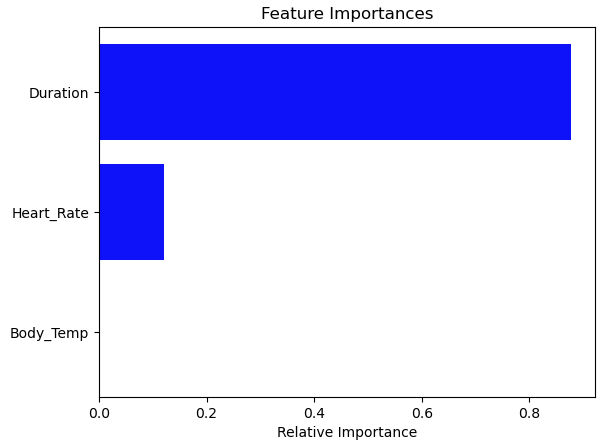 Feature Importances
Duration
Heart_Rate
Body_Temp
0.0 0.2 0.4 0.6 0.8
Relative Importance